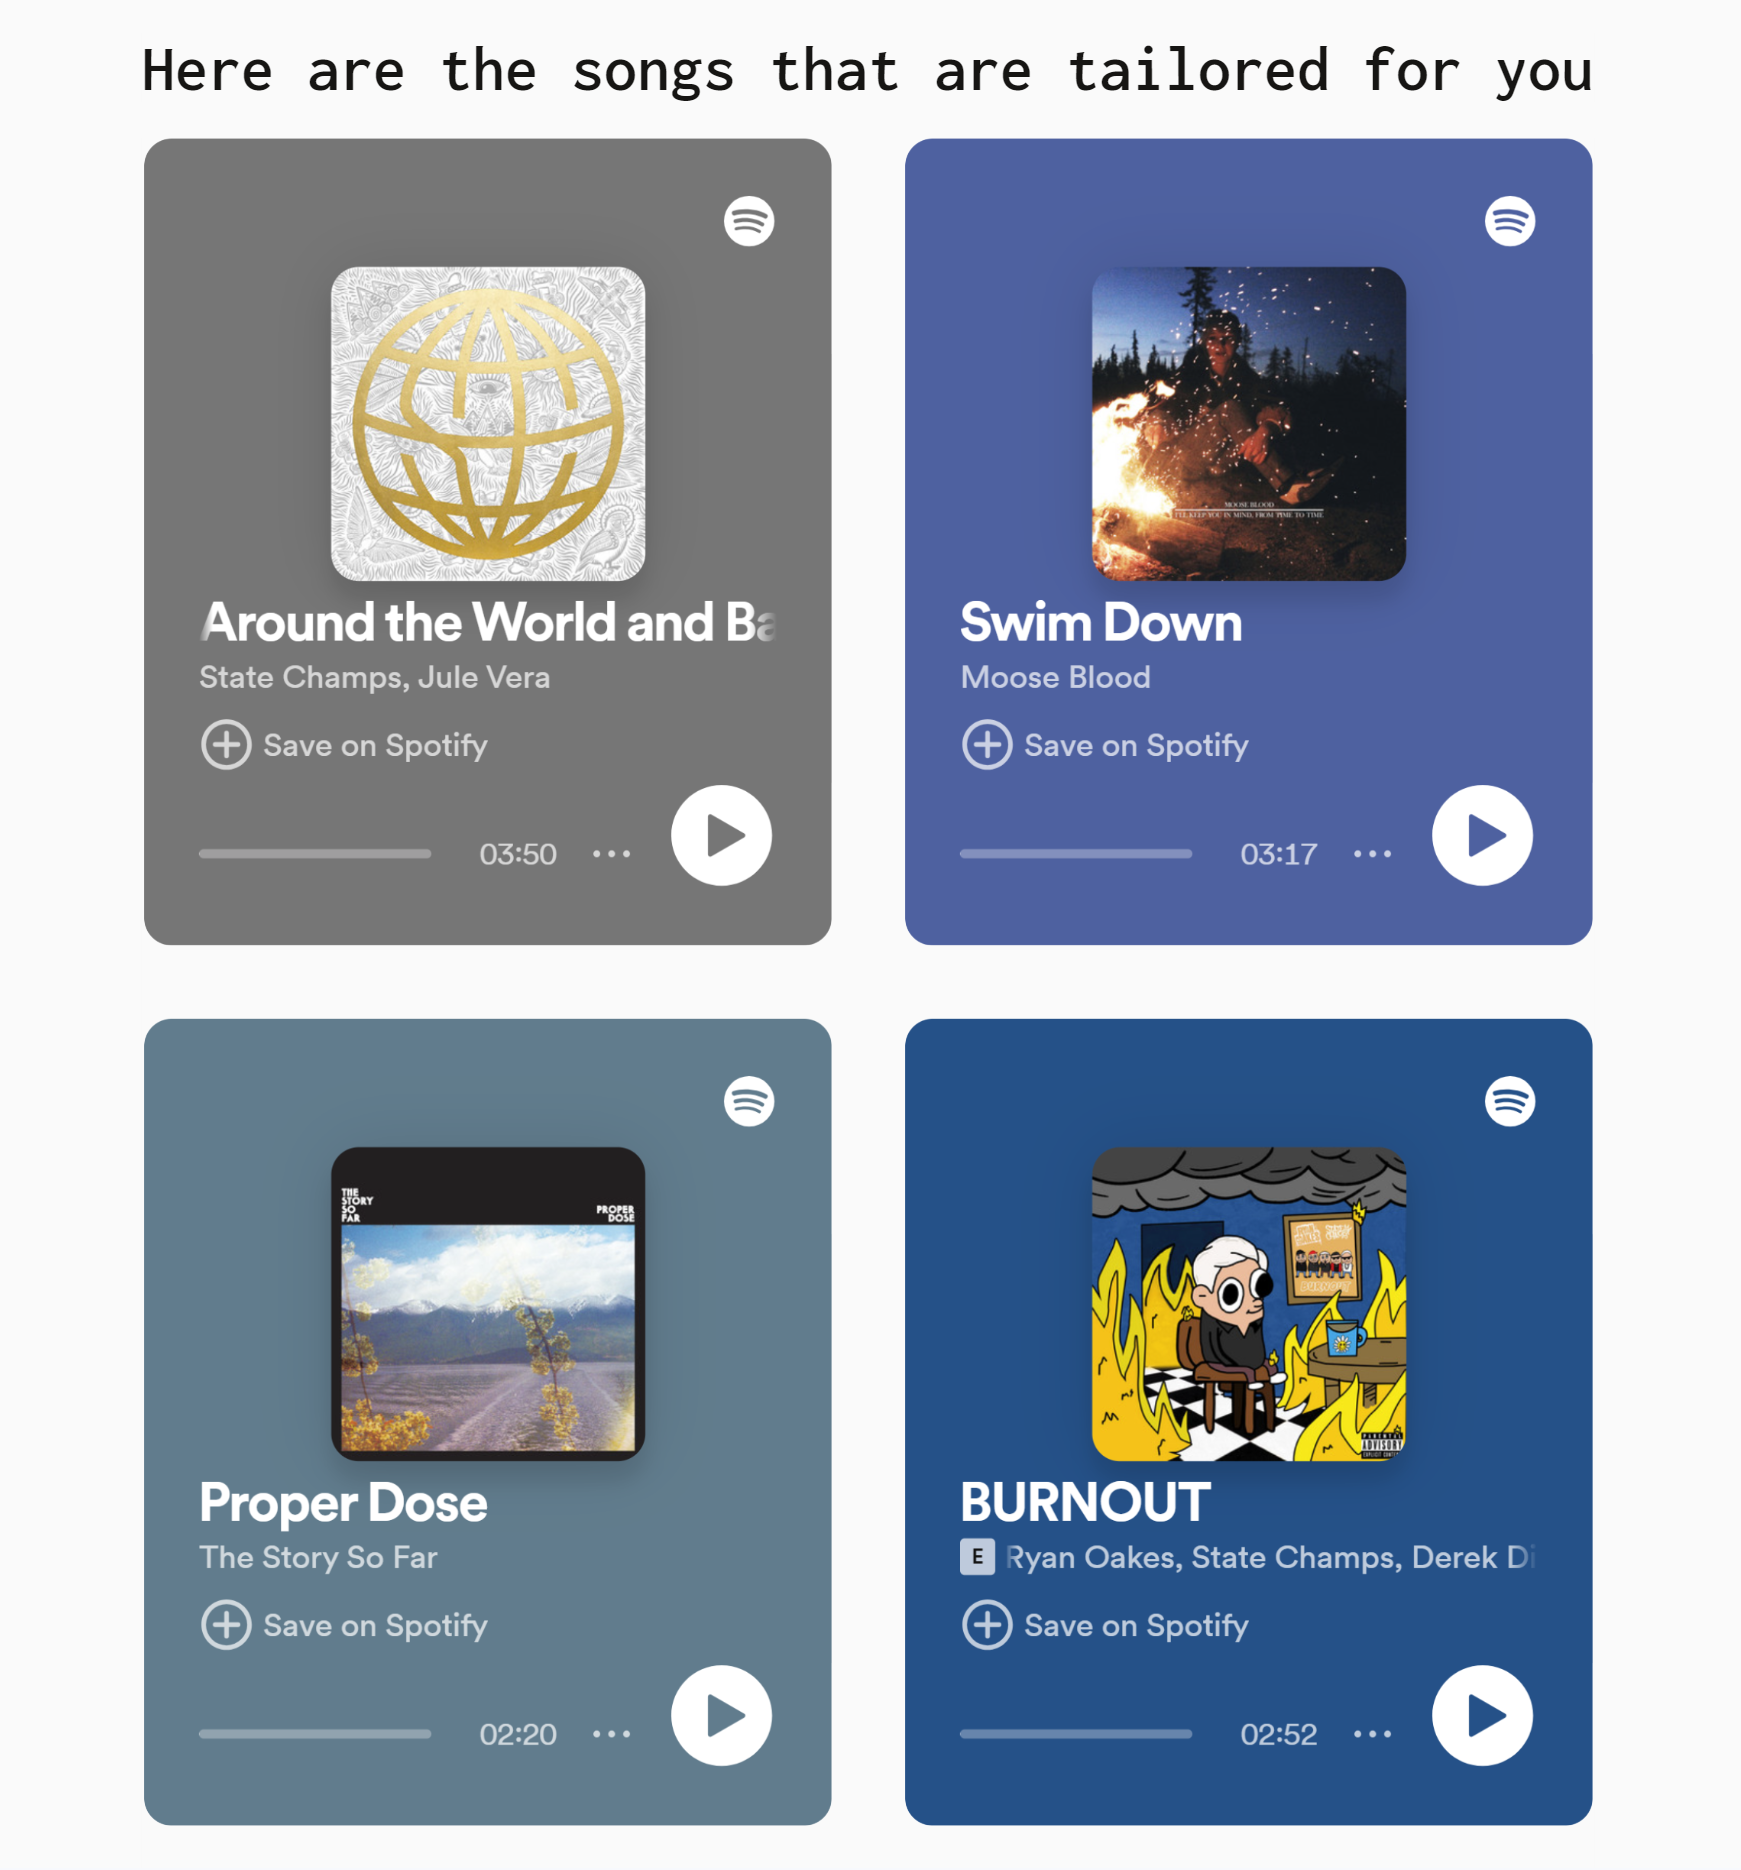 Here are the songs that are tailored for you
Around the World and Ba
State Champs, Jule Vera
Save on Spotify
03:50
MOOSE BLOOD
I'LL KEEP YOU IN MIND, FROM TIME TO TIME
Swim Down
Moose Blood
Save on Spotify
03:17
THE
STORY
SO
FAR
PROPER
DOSE
Proper Dose
The Story So Far
Save on Spotify
02:20
BURNOUT
PARENTAL
ADVISORY
EXPLICIT CONTENT
BURNOUT
E Ryan Oakes, State Champs, Derek Di
Save on Spotify
02:52